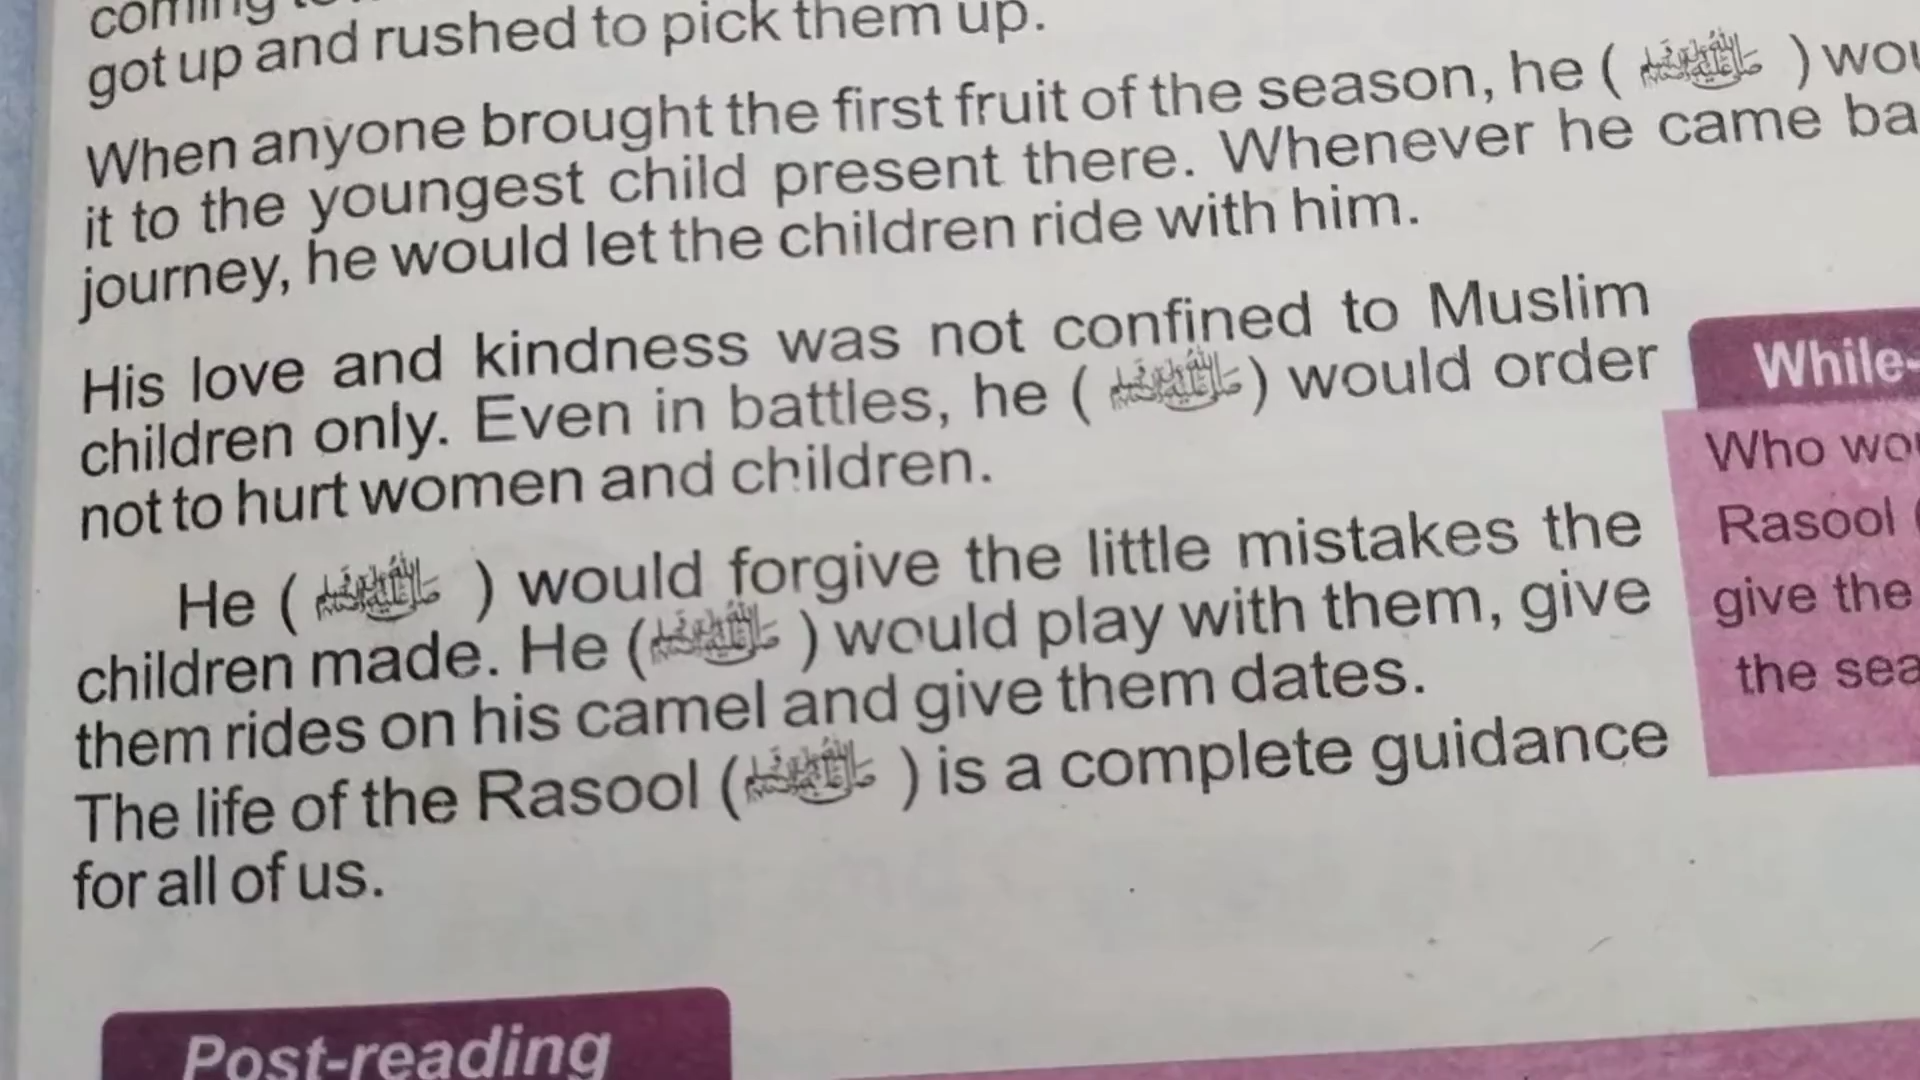 coming
got up and rushed to pick them up.
When anyone brought the first fruit of the season, he (ﷺ)
it to the youngest child present there. Whenever he came
journey, he would let the children ride with him.
His love and kindness was not confined to Muslim
children only. Even in battles, he (ﷺ) would order
not to hurt women and children.
He (ﷺ) would forgive the little mistakes the
children made. He (ﷺ) would play with them, give
them rides on his camel and give them dates.
The life of the Rasool (ﷺ) is a complete guidance
for all of us.
While-
Who
Rasool (
give the
the
Post-reading